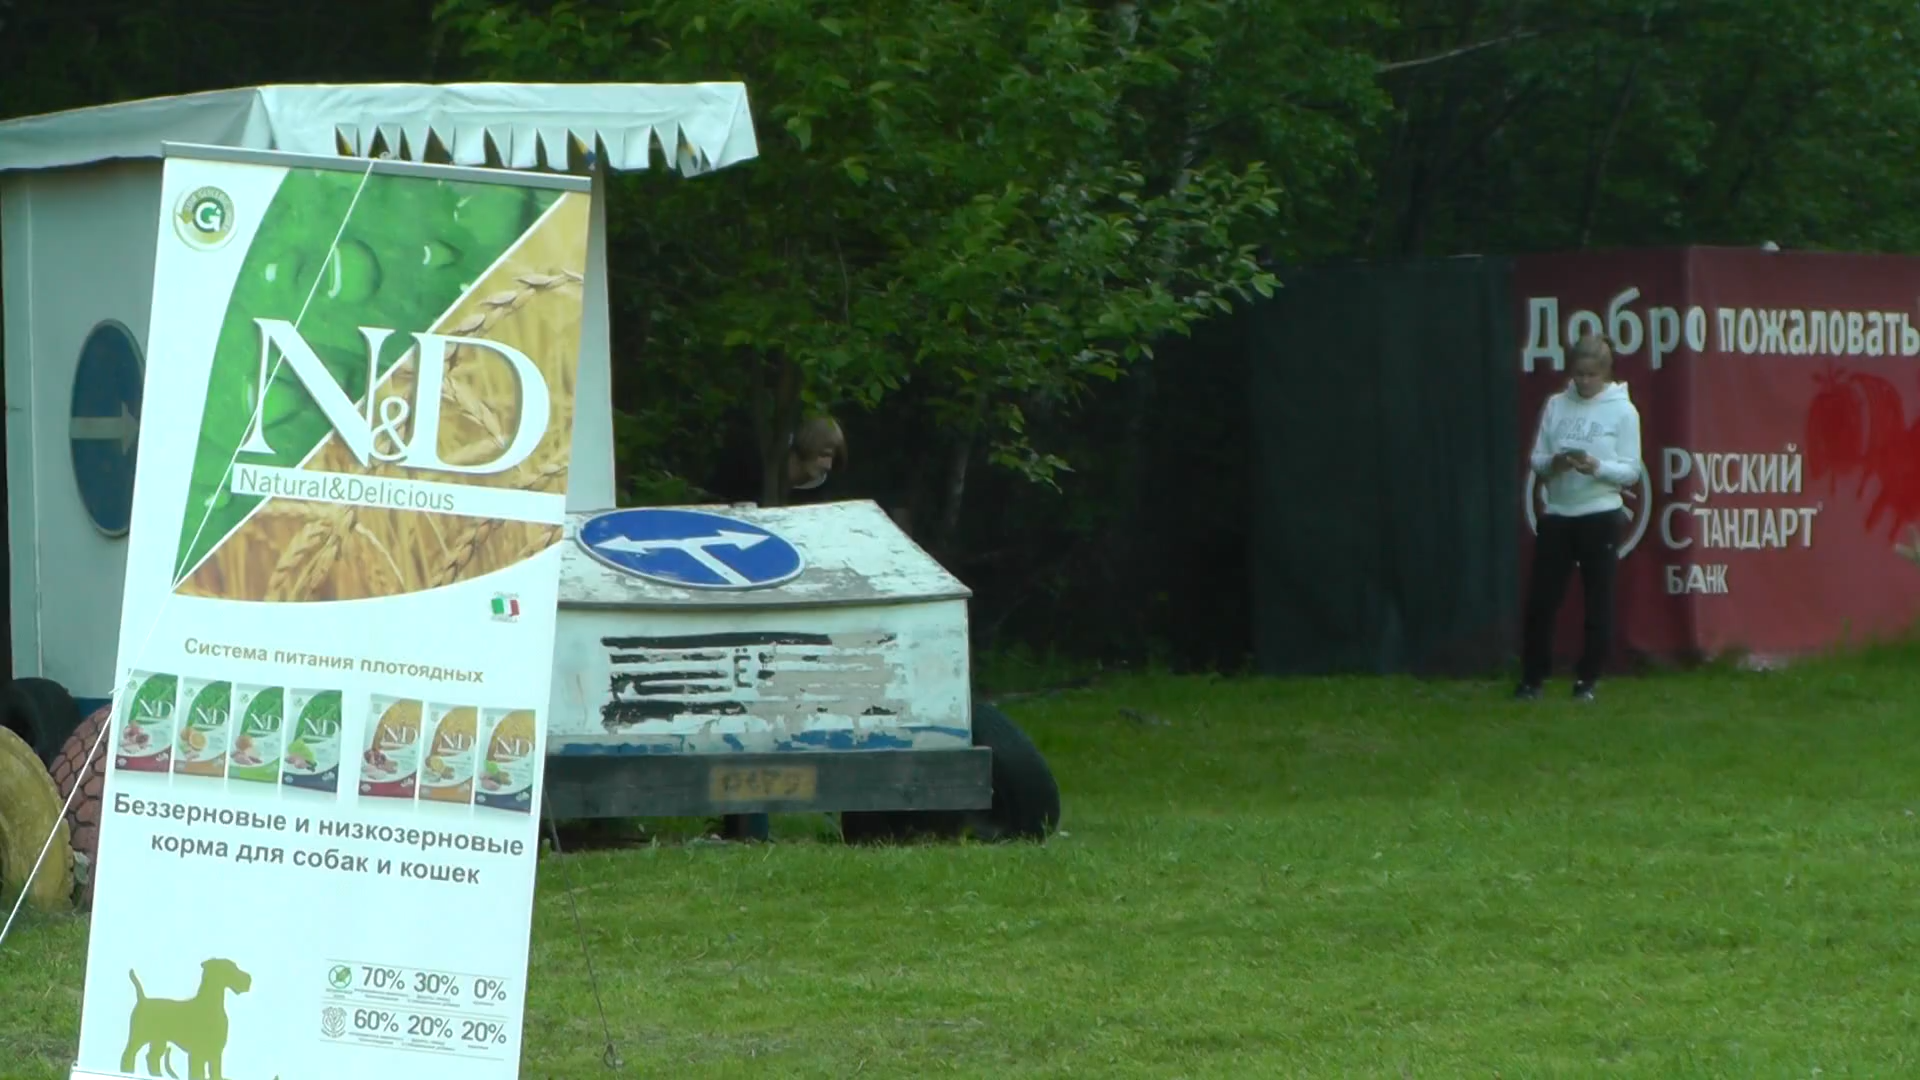 N&D
Natural&Delicious
Система питания плотоядных
N&D N&D N&D N&D N&D N&D N&D
Беззерновые и низкозерновые
корма для собак и кошек
70% 30% 0%
60% 20% 20%
Ё
Добро пожаловать
GAP
Русский
Стандарт
Банк